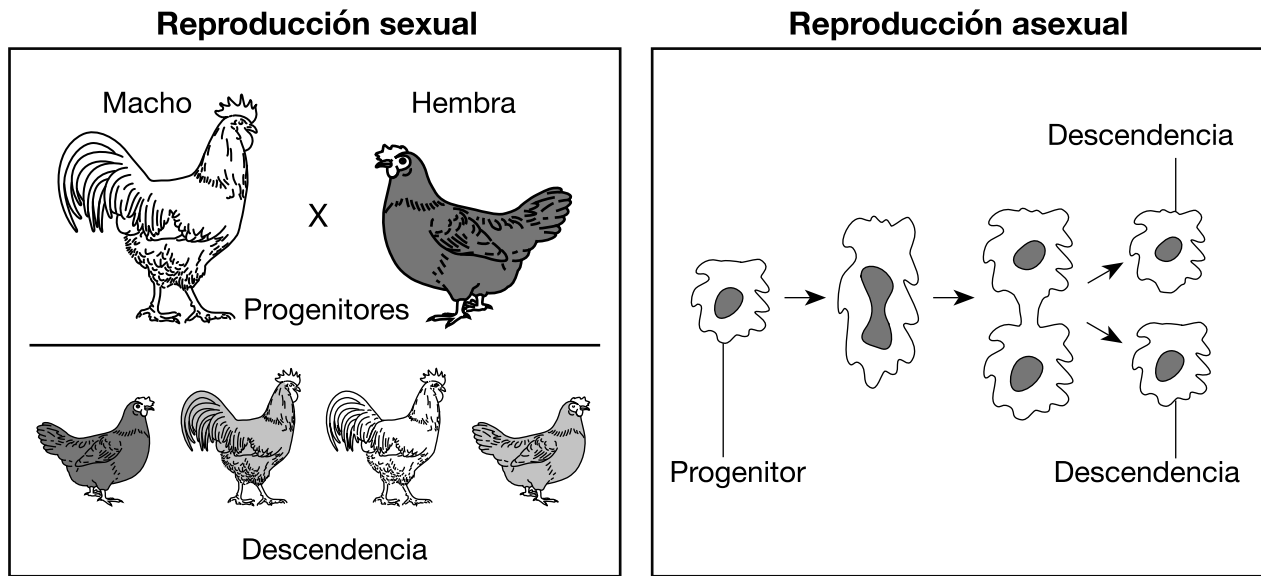 Reproducción sexual
Macho
Hembra
X
Progenitores
Descendencia
Reproducción asexual
Descendencia
Progenitor
Descendencia